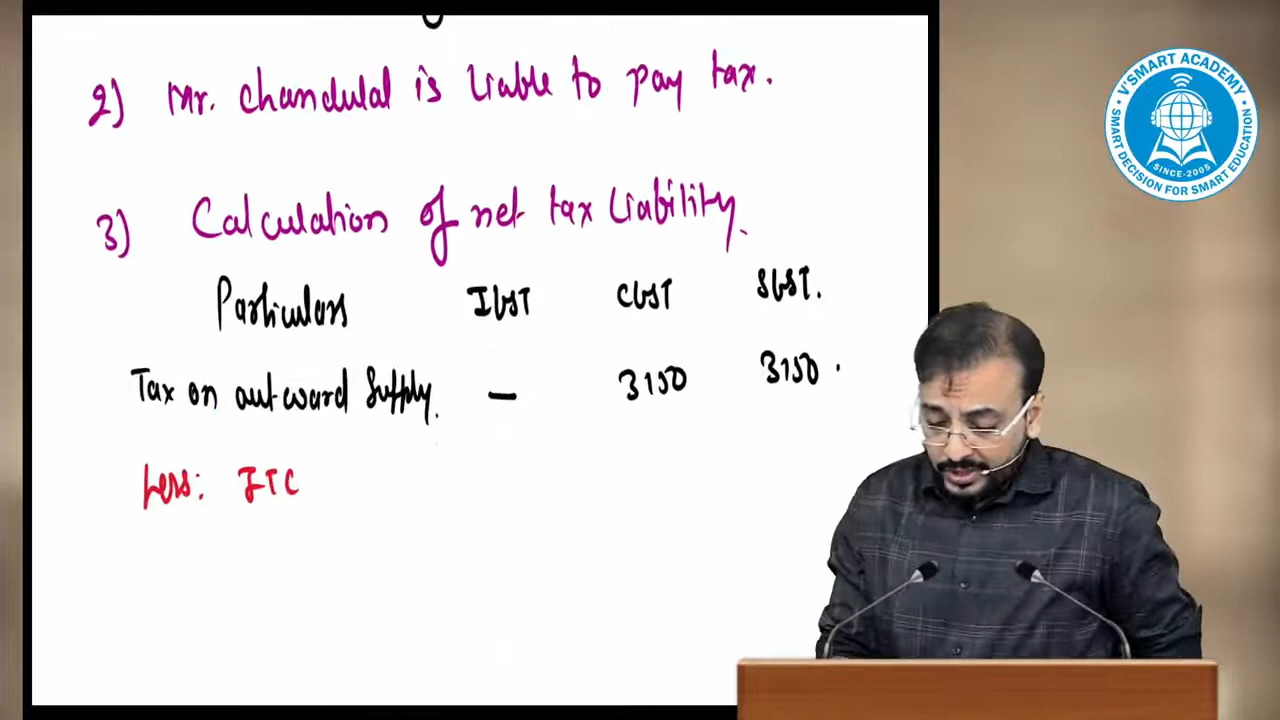 2) Mr. Chandulal is liable to pay tax.
3) Calculation of net tax liability.
Particulars IGST CGST SGST.
Tax on outward supply. — 3150 3150.
Less: ITC
V'SMART ACADEMY
SINCE-2005
SMART DECISION FOR SMART EDUCATION